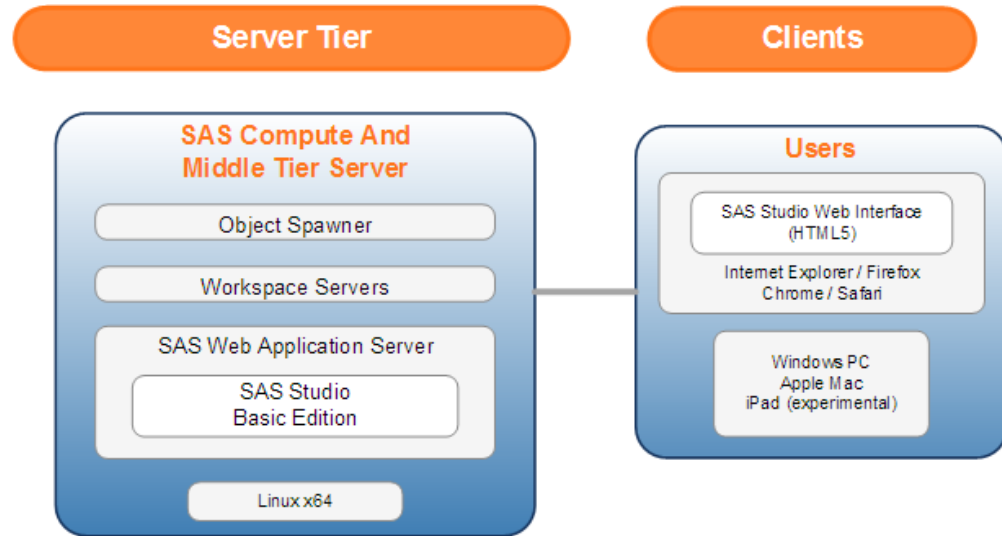 Server Tier
Clients
SAS Compute And
Middle Tier Server
Object Spawner
Workspace Servers
SAS Web Application Server
SAS Studio
Basic Edition
Linux x64
Users
SAS Studio Web Interface
(HTML5)
Internet Explorer / Firefox
Chrome / Safari
Windows PC
Apple Mac
iPad (experimental)